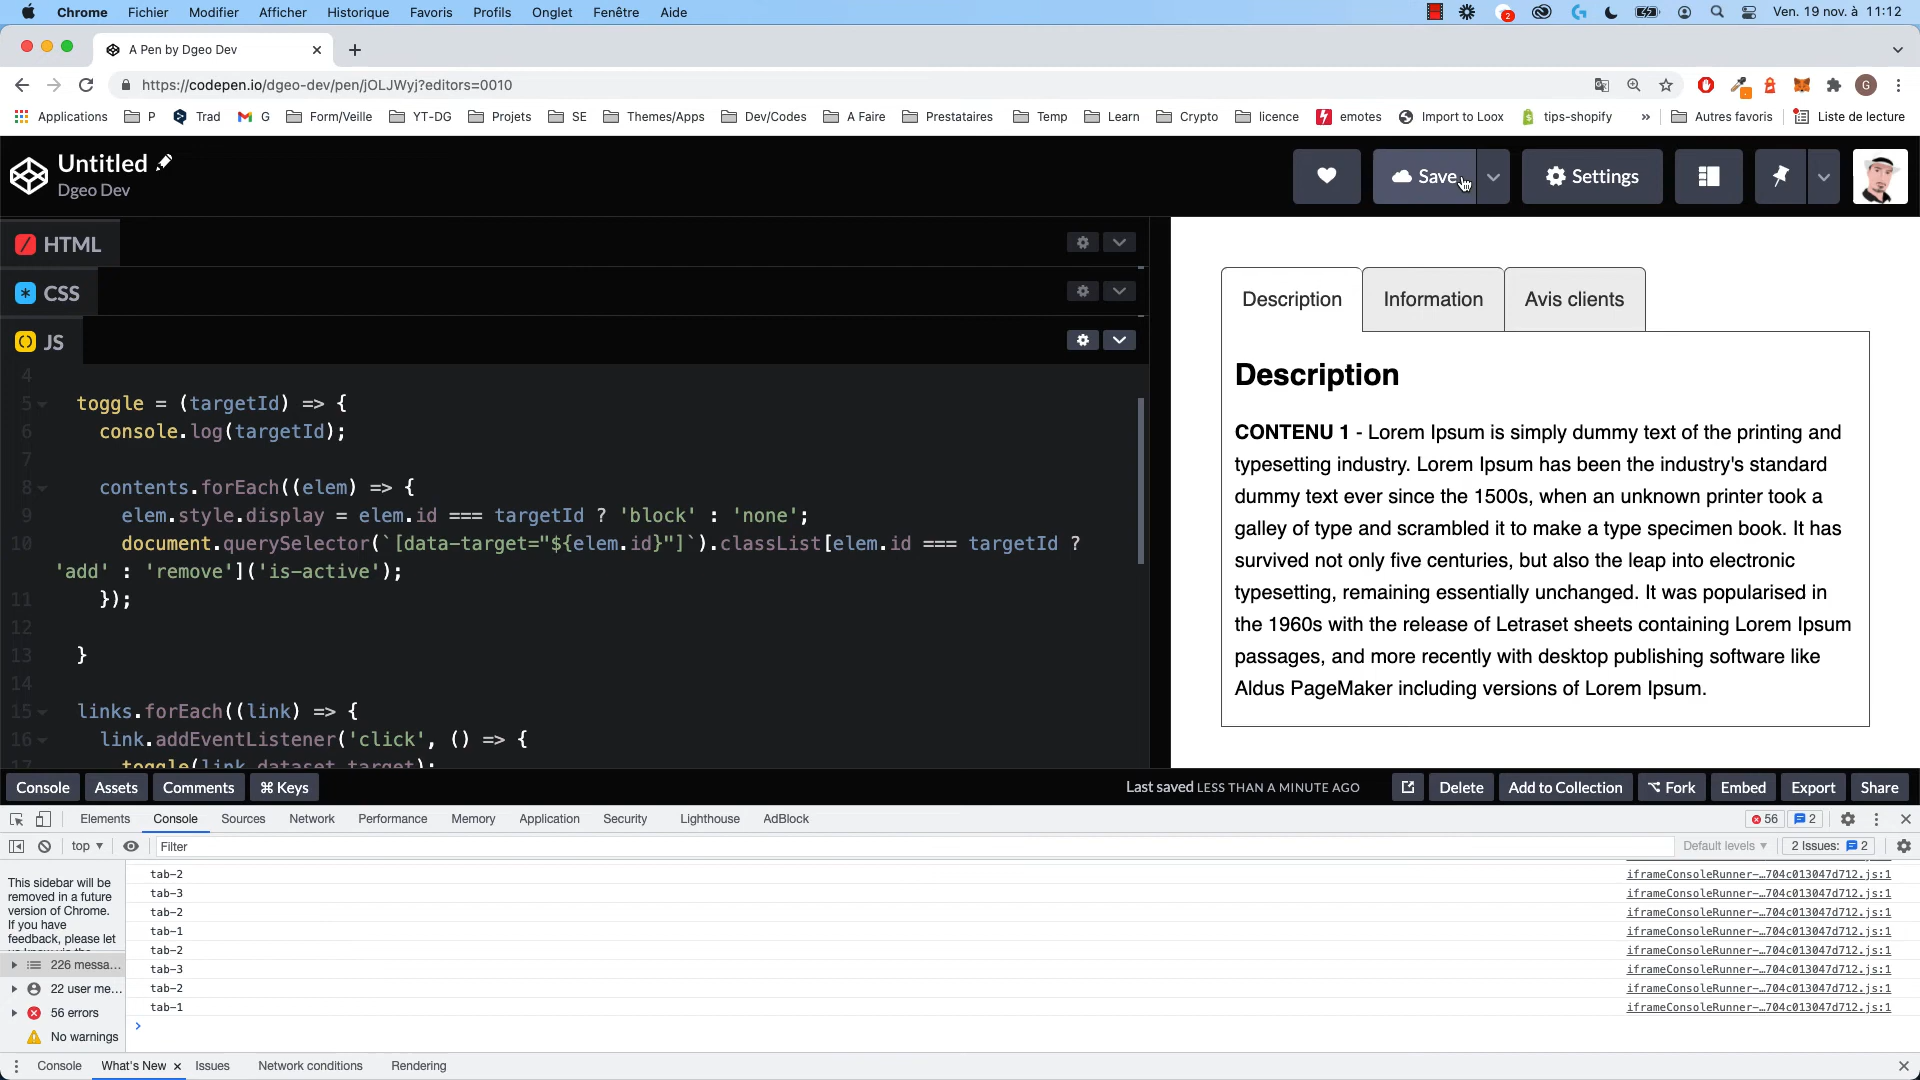 Chrome Fichier Modifier Afficher Historique Favoris Profils Onglet Fenêtre Aide 2 Ven. 19 nov. à 11:12
A Pen by Dgeo Dev
https://codepen.io/dgeo-dev/pen/jOLJWyj?editors=0010 G
Applications P Trad G Form/Veille YT-DG Projets SE Themes/Apps Dev/Codes A Faire Prestataires Temp Learn Crypto licence emotes Import to Loox tips-shopify » Autres favoris Liste de lecture
Untitled
Dgeo Dev
Save Settings
HTML
CSS
JS
4
5 toggle = (targetId) => {
6 console.log(targetId);
7
8 contents.forEach((elem) => {
9 elem.style.display = elem.id === targetId ? 'block' : 'none';
10 document.querySelector(`[data-target="${elem.id}"]`).classList[elem.id === targetId ?
'add' : 'remove']('is-active');
11 });
12
13 }
14
15 links.forEach((link) => {
16 link.addEventListener('click', () => {
17 toggle(link.dataset.target);
Description Information Avis clients
Description
CONTENU 1 - Lorem Ipsum is simply dummy text of the printing and
typesetting industry. Lorem Ipsum has been the industry's standard
dummy text ever since the 1500s, when an unknown printer took a
galley of type and scrambled it to make a type specimen book. It has
survived not only five centuries, but also the leap into electronic
typesetting, remaining essentially unchanged. It was popularised in
the 1960s with the release of Letraset sheets containing Lorem Ipsum
passages, and more recently with desktop publishing software like
Aldus PageMaker including versions of Lorem Ipsum.
Console Assets Comments ⌘ Keys Last saved LESS THAN A MINUTE AGO Delete Add to Collection Fork Embed Export Share
Elements Console Sources Network Performance Memory Application Security Lighthouse AdBlock 56 2
top ▼ Filter Default levels ▼ 2 Issues: 2
This sidebar will be
removed in a future
version of Chrome.
If you have
feedback, please let
226 messa...
22 user me...
56 errors
No warnings
tab-2 iframeConsoleRunner-…704c013047d712.js:1
tab-3 iframeConsoleRunner-…704c013047d712.js:1
tab-2 iframeConsoleRunner-…704c013047d712.js:1
tab-1 iframeConsoleRunner-…704c013047d712.js:1
tab-2 iframeConsoleRunner-…704c013047d712.js:1
tab-3 iframeConsoleRunner-…704c013047d712.js:1
tab-2 iframeConsoleRunner-…704c013047d712.js:1
tab-1 iframeConsoleRunner-…704c013047d712.js:1
Console What's New Issues Network conditions Rendering